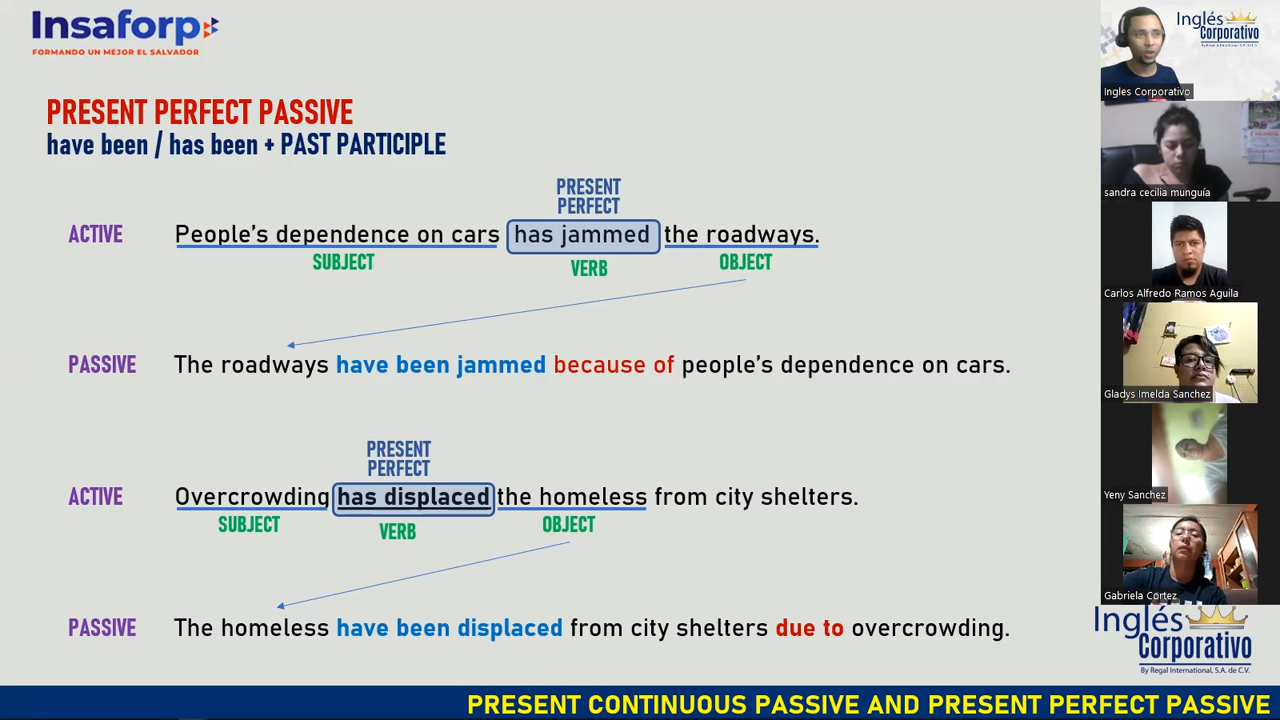 Insaforp
FORMANDO UN MEJOR EL SALVADOR
PRESENT PERFECT PASSIVE
have been / has been + PAST PARTICIPLE
PRESENT
PERFECT
ACTIVE People's dependence on cars has jammed the roadways.
SUBJECT VERB OBJECT
PASSIVE The roadways have been jammed because of people's dependence on cars.
PRESENT
PERFECT
ACTIVE Overcrowding has displaced the homeless from city shelters.
SUBJECT VERB OBJECT
PASSIVE The homeless have been displaced from city shelters due to overcrowding.
PRESENT CONTINUOUS PASSIVE AND PRESENT PERFECT PASSIVE
Inglés
Corporativo
By Regal International, S.A. de C.V.
Ingles Corporativo
sandra cecilia munguía
Carlos Alfredo Ramos Aguila
Gladys Imelda Sanchez
Yeny Sanchez
Gabriela Cortez
Inglés
Corporativo
By Regal International, S.A. de C.V.